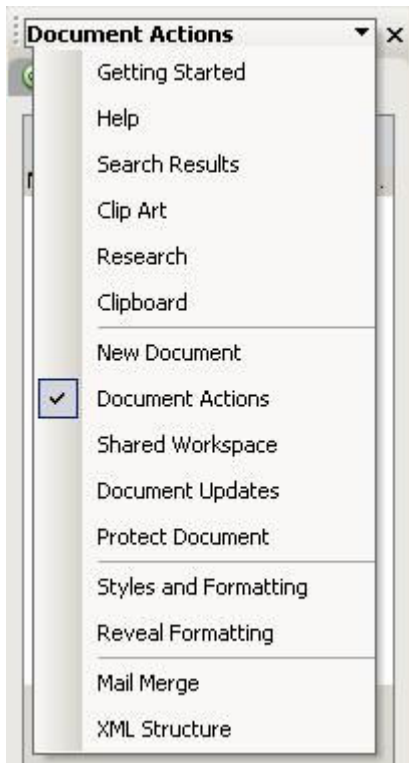 Document Actions
Getting Started
Help
Search Results
Clip Art
Research
Clipboard
New Document
Document Actions
Shared Workspace
Document Updates
Protect Document
Styles and Formatting
Reveal Formatting
Mail Merge
XML Structure